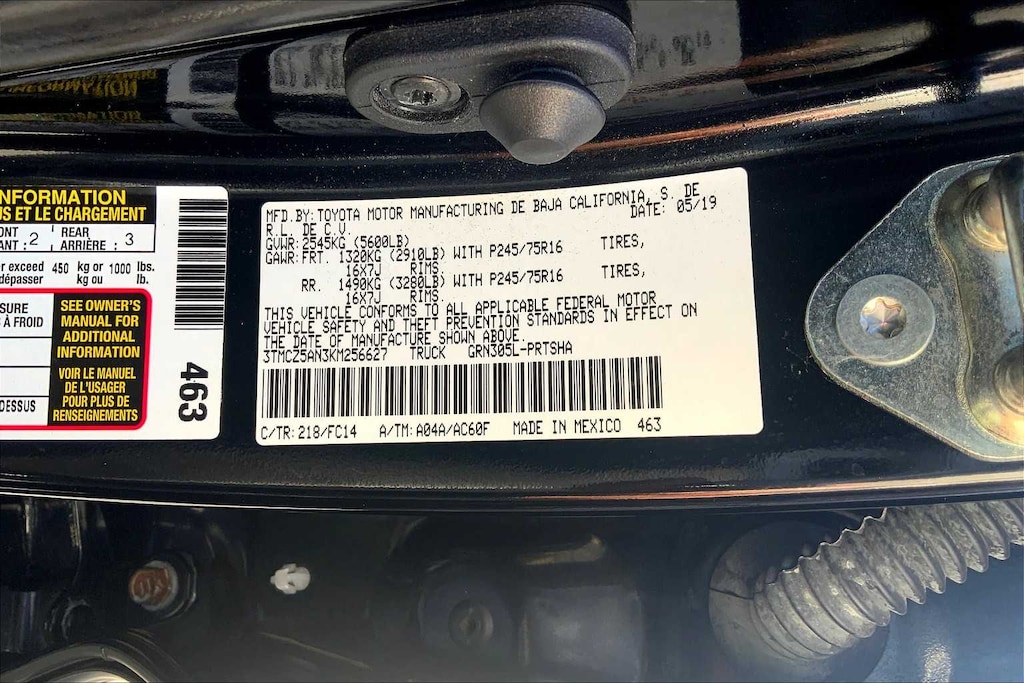 INFORMATION
US ET LE CHARGEMENT
ONT : 2 REAR : 3
ANT ARRIÈRE
er exceed 450 kg or 1000 lbs.
dépasser kg ou lb.
SURE
À FROID
DESSUS
SEE OWNER'S
MANUAL FOR
ADDITIONAL
INFORMATION
VOIR LE MANUEL
DE L'USAGER
POUR PLUS DE
RENSEIGNEMENTS
463
MFD.BY:TOYOTA MOTOR MANUFACTURING DE BAJA CALIFORNIA, S. DE
R.L. DE C.V. DATE: 05/19
GVWR:2545KG (5600LB)
GAWR:FRT. 1320KG (2910LB) WITH P245/75R16 TIRES,
16X7J RIMS.
RR. 1490KG (3280LB) WITH P245/75R16 TIRES,
16X7J RIMS.
THIS VEHICLE CONFORMS TO ALL APPLICABLE FEDERAL MOTOR
VEHICLE SAFETY AND THEFT PREVENTION STANDARDS IN EFFECT ON
THE DATE OF MANUFACTURE SHOWN ABOVE.
3TMCZ5AN3KM256627 TRUCK GRN305L-PRTSHA
C/TR:218/FC14 A/TM:A04A/AC60F MADE IN MEXICO 463